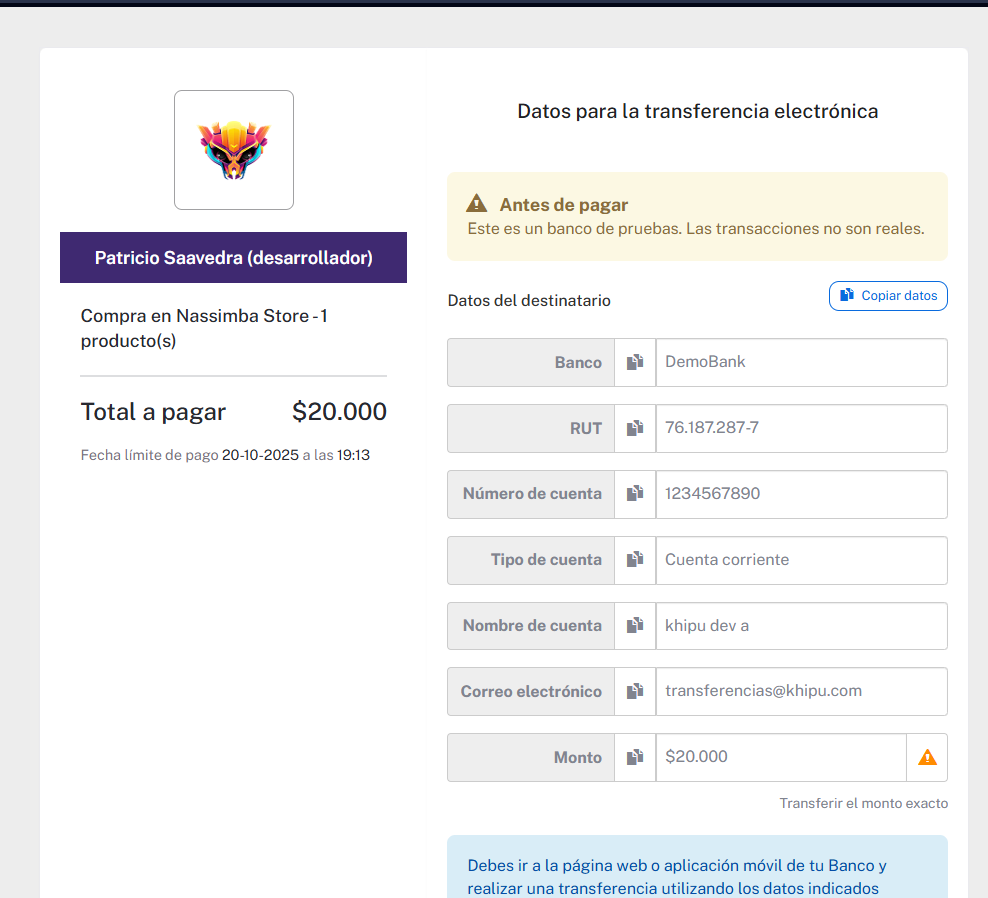 Patricio Saavedra (desarrollador)
Compra en Nassimba Store - 1
producto(s)
Total a pagar $20.000
Fecha límite de pago 20-10-2025 a las 19:13
Datos para la transferencia electrónica
Antes de pagar
Este es un banco de pruebas. Las transacciones no son reales.
Datos del destinatario Copiar datos
Banco DemoBank
RUT 76.187.287-7
Número de cuenta 1234567890
Tipo de cuenta Cuenta corriente
Nombre de cuenta khipu dev a
Correo electrónico transferencias@khipu.com
Monto $20.000
Transferir el monto exacto
Debes ir a la página web o aplicación móvil de tu Banco y
realizar una transferencia utilizando los datos indicados